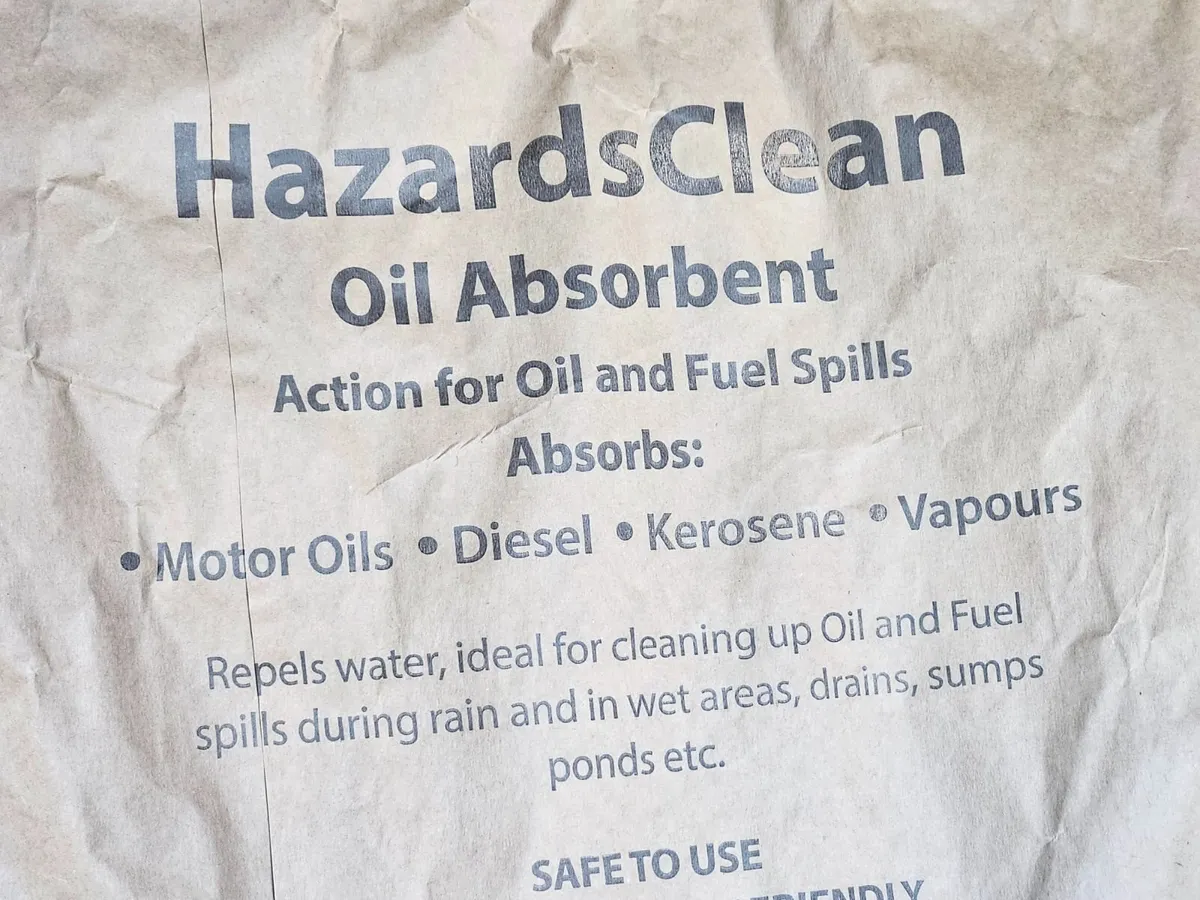 HazardsClean
Oil Absorbent
Action for Oil and Fuel Spills
Absorbs:
• Motor Oils • Diesel • Kerosene • Vapours
Repels water, ideal for cleaning up Oil and Fuel
spills during rain and in wet areas, drains, sumps
ponds etc.
SAFE TO USE
FRIENDLY